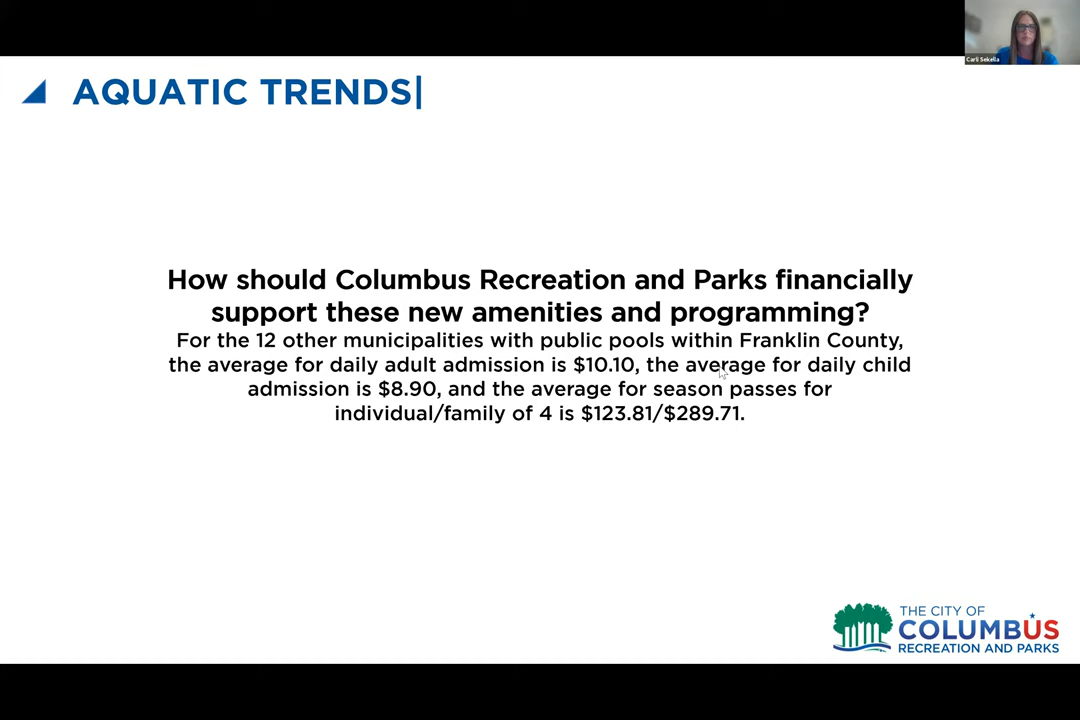 Carli Sekella
AQUATIC TRENDS|
How should Columbus Recreation and Parks financially
support these new amenities and programming?
For the 12 other municipalities with public pools within Franklin County,
the average for daily adult admission is $10.10, the average for daily child
admission is $8.90, and the average for season passes for
individual/family of 4 is $123.81/$289.71.
THE CITY OF
COLUMBUS
RECREATION AND PARKS